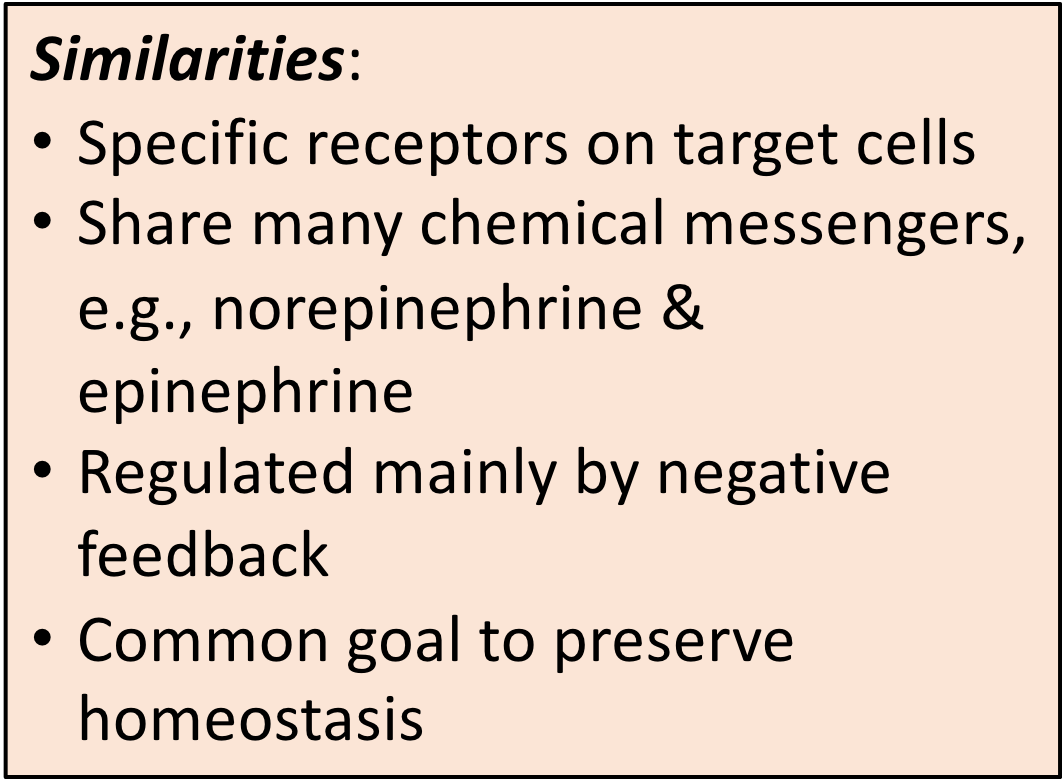 Similarities:
• Specific receptors on target cells
• Share many chemical messengers,
e.g., norepinephrine &
epinephrine
• Regulated mainly by negative
feedback
• Common goal to preserve
homeostasis